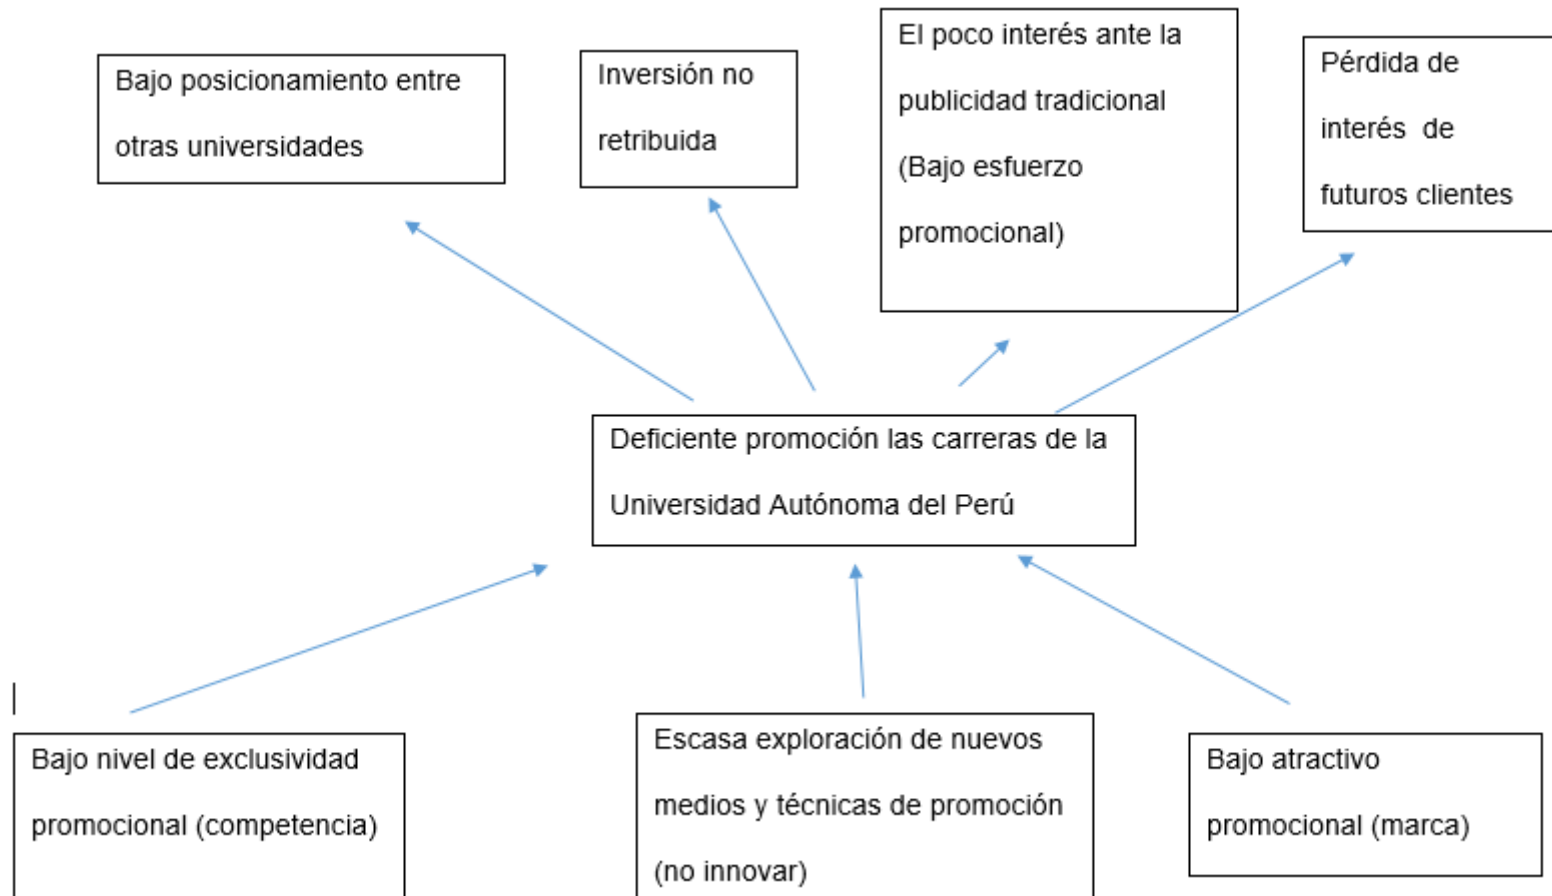 Bajo posicionamiento entre
otras universidades
Inversión no
retribuida
El poco interés ante la
publicidad tradicional
(Bajo esfuerzo
promocional)
Pérdida de
interés  de
futuros clientes
Deficiente promoción las carreras de la
Universidad Autónoma del Perú
Bajo nivel de exclusividad
promocional (competencia)
Escasa exploración de nuevos
medios y técnicas de promoción
(no innovar)
Bajo atractivo
promocional (marca)